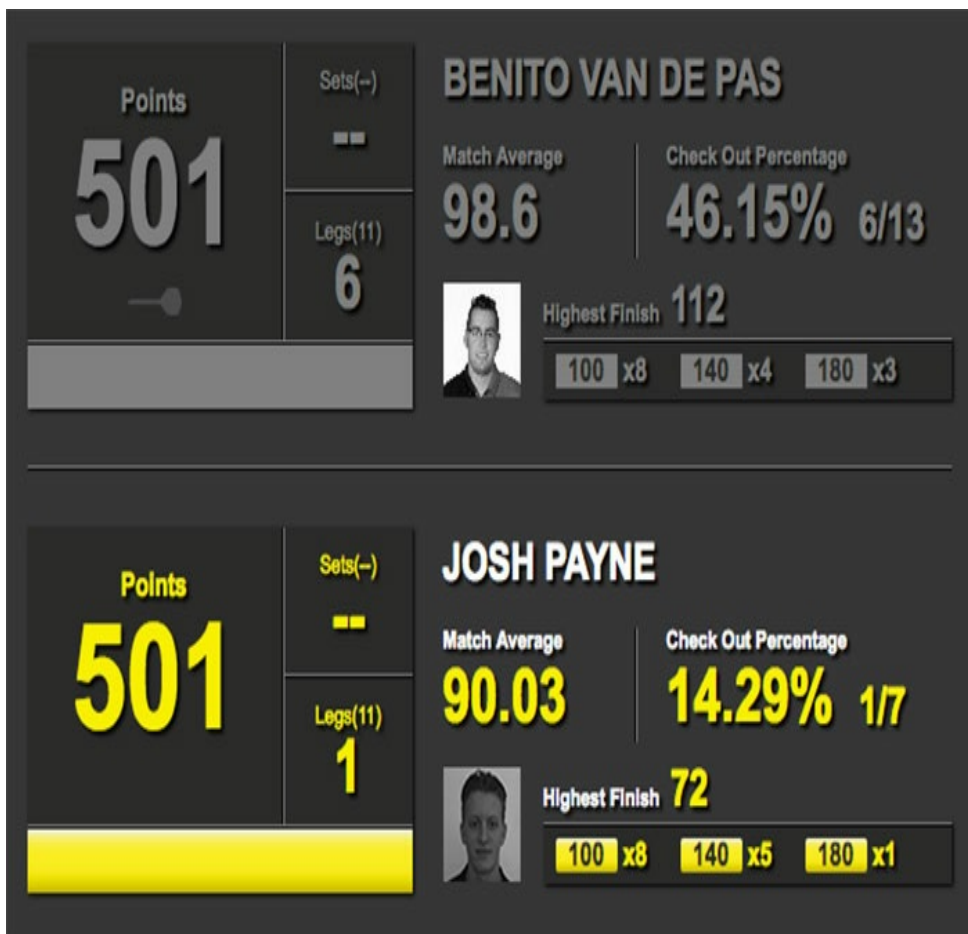 BENITO VAN DE PAS
Points
501
Sets(--)
--
Legs(11)
6
Match Average
98.6
Check Out Percentage
46.15% 6/13
Highest Finish 112
100 x8 140 x4 180 x3
JOSH PAYNE
Points
501
Sets(--)
--
Legs(11)
1
Match Average
90.03
Check Out Percentage
14.29% 1/7
Highest Finish 72
100 x8 140 x5 180 x1